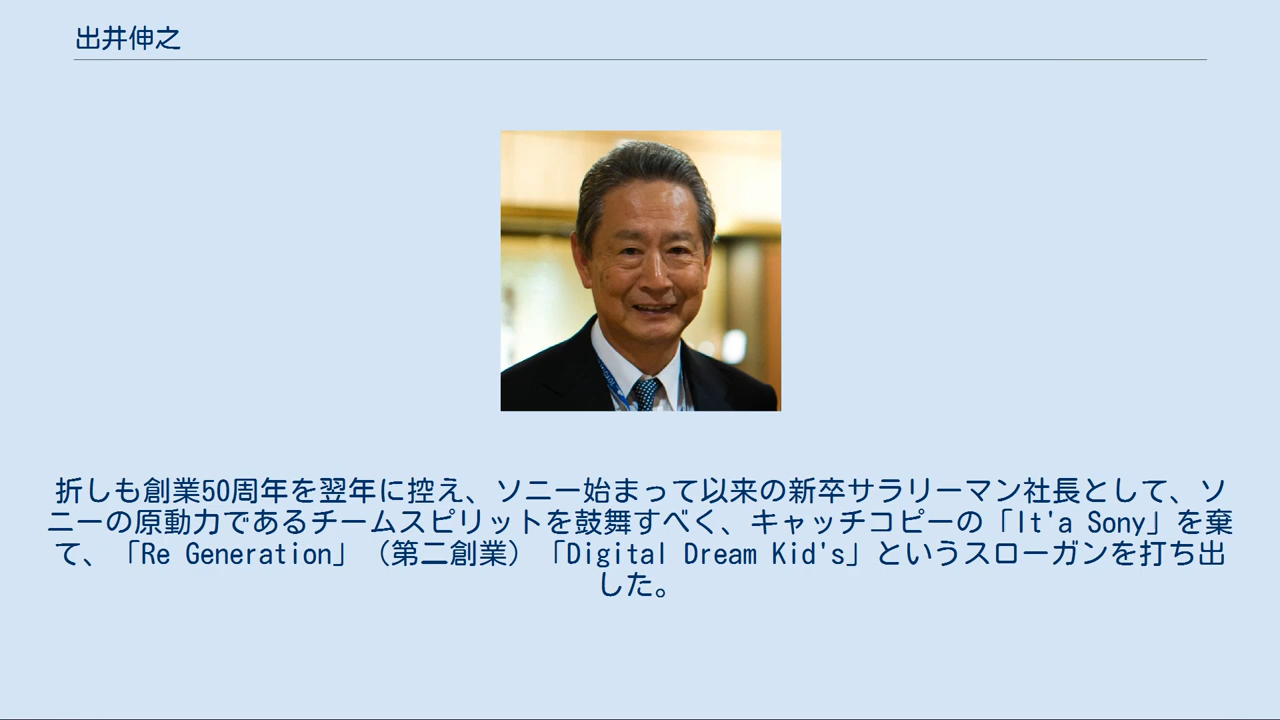 出井伸之
折しも創業50周年を翌年に控え、ソニー始まって以来の新卒サラリーマン社長として、ソ
ニーの原動力であるチームスピリットを鼓舞すべく、キャッチコピーの「It'a Sony」を棄
て、「Re Generation」（第二創業）「Digital Dream Kid's」というスローガンを打ち出
した。